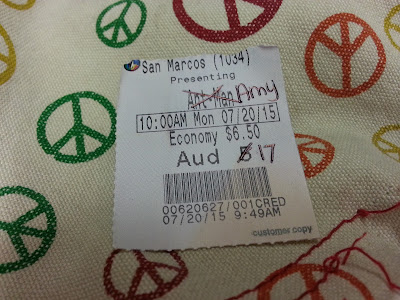 San Marcos (1034)
Presenting
Ant-Man Amy
10:00AM Mon 07/20/15
Economy $6.50
Aud 5 17
00620627/001CRED
07/20/15 9:49AM
customer copy